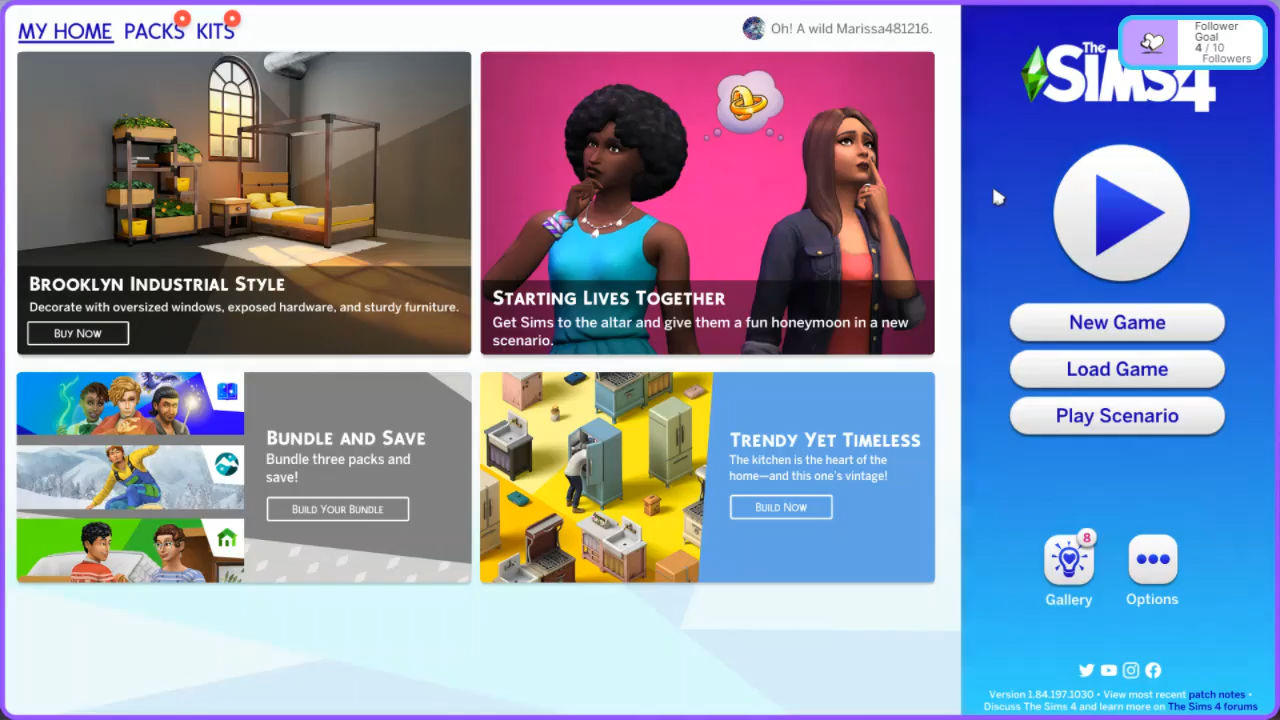 MY HOME PACKS KITS
Oh! A wild Marissa481216.
Follower
Goal
4 / 10
Followers
The
SIMS4
BROOKLYN INDUSTRIAL STYLE
Decorate with oversized windows, exposed hardware, and sturdy furniture.
BUY NOW
STARTING LIVES TOGETHER
Get Sims to the altar and give them a fun honeymoon in a new
scenario.
BUNDLE AND SAVE
Bundle three packs and
save!
BUILD YOUR BUNDLE
TRENDY YET TIMELESS
The kitchen is the heart of the
home—and this one's vintage!
BUILD NOW
New Game
Load Game
Play Scenario
8
Gallery
Options
Version 1.84.197.1030 • View most recent patch notes •
Discuss The Sims 4 and learn more on The Sims 4 forums